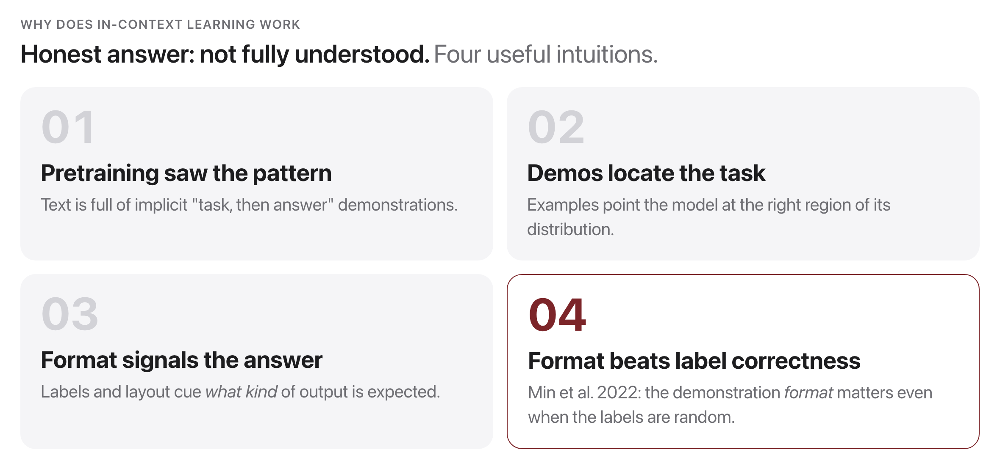 WHY DOES IN-CONTEXT LEARNING WORK
Honest answer: not fully understood. Four useful intuitions.
01
Pretraining saw the pattern
Text is full of implicit "task, then answer" demonstrations.
02
Demos locate the task
Examples point the model at the right region of its
distribution.
03
Format signals the answer
Labels and layout cue what kind of output is expected.
04
Format beats label correctness
Min et al. 2022: the demonstration format matters even
when the labels are random.